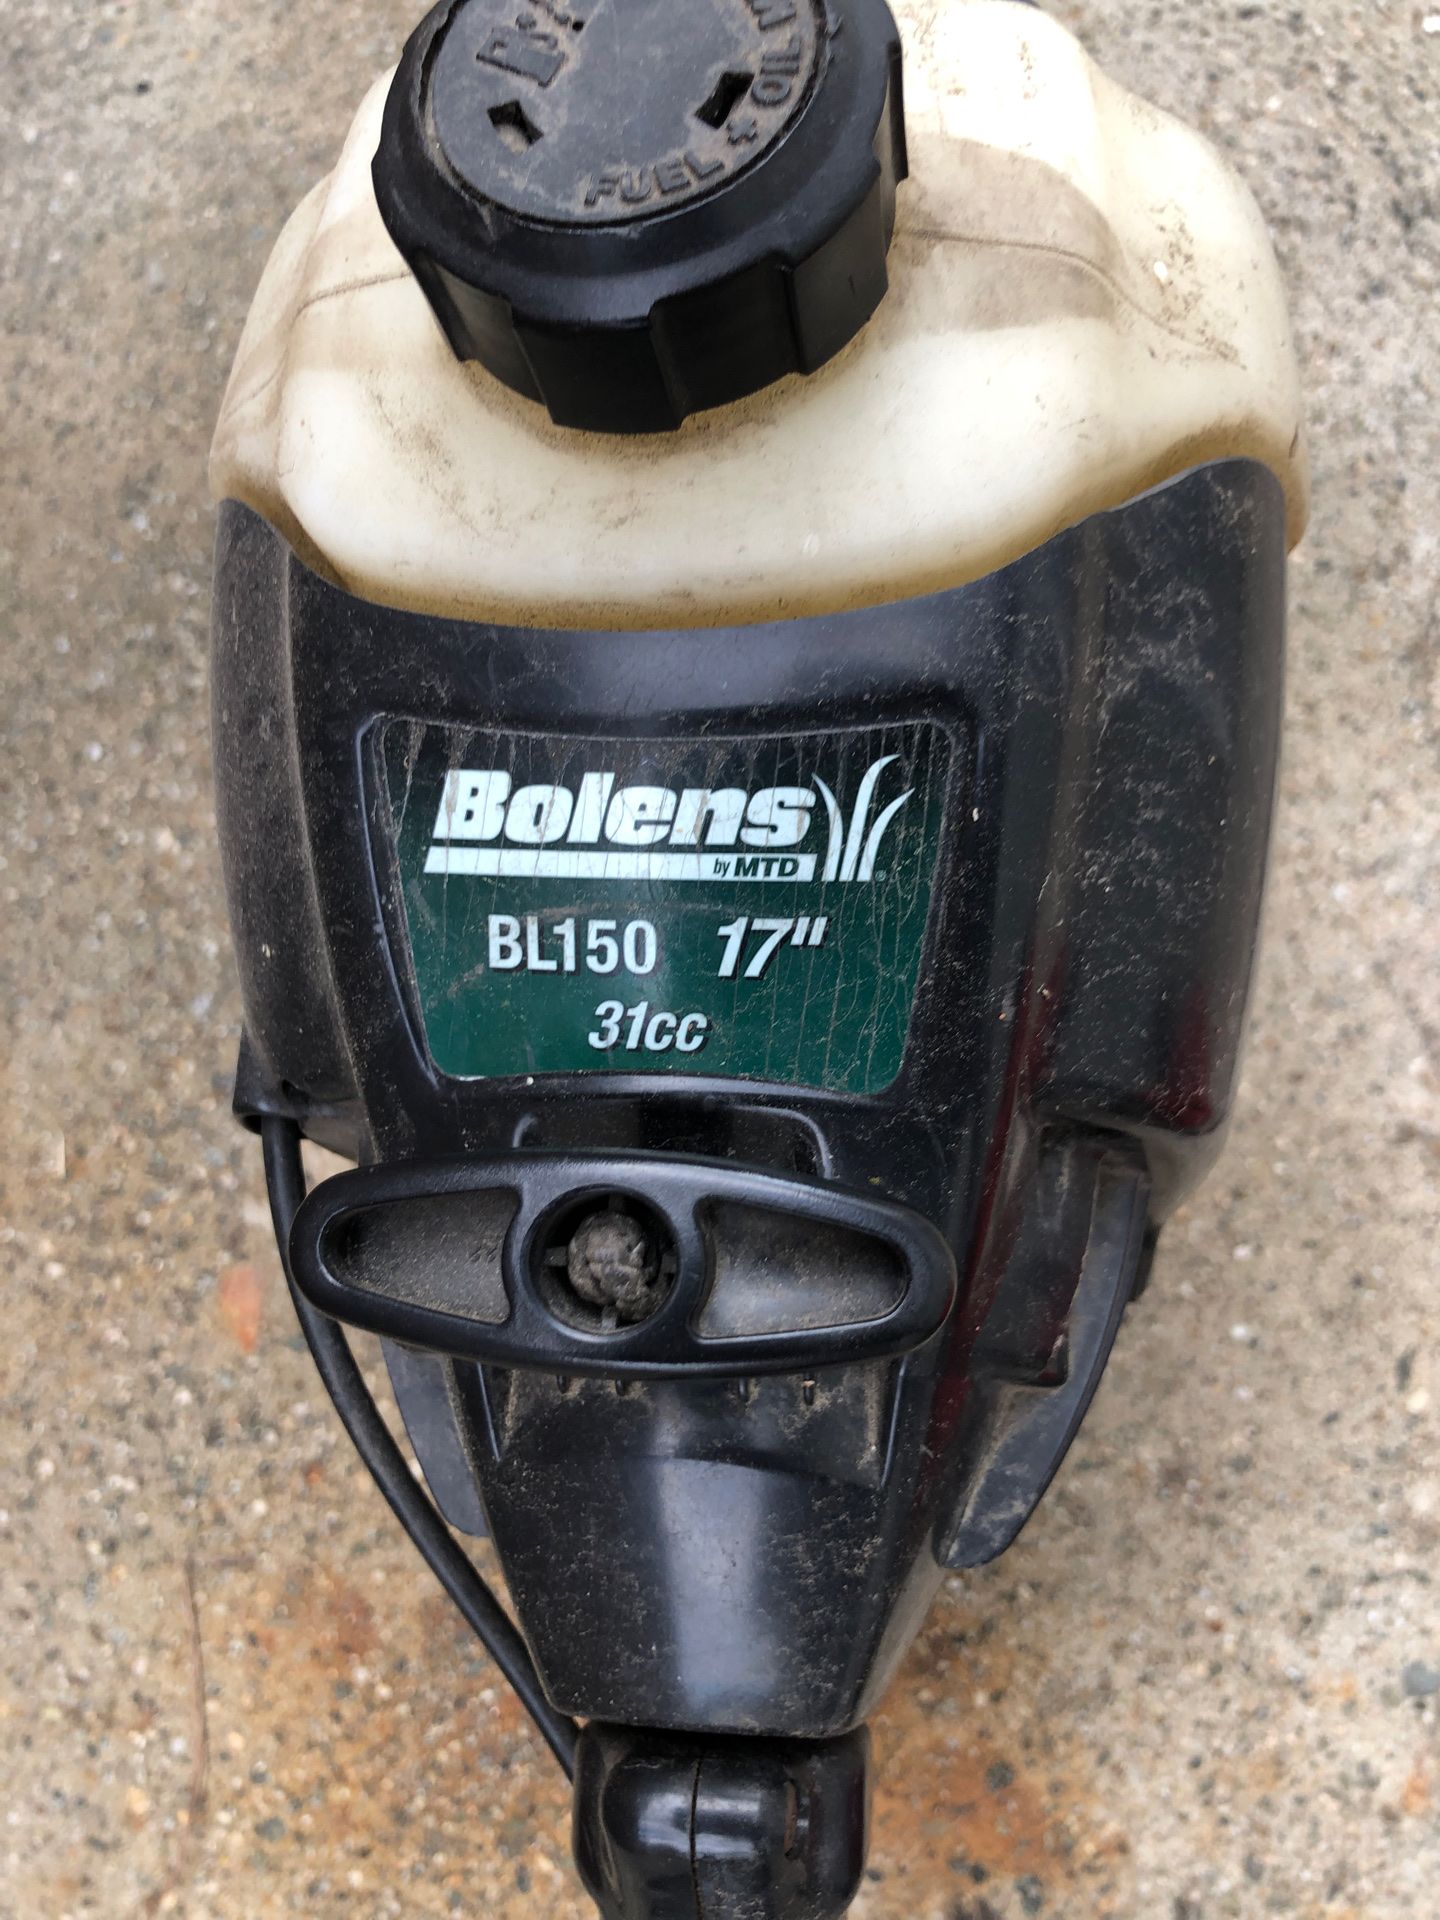 FUEL + OIL
Bolens
by MTD
BL150 17"
31cc